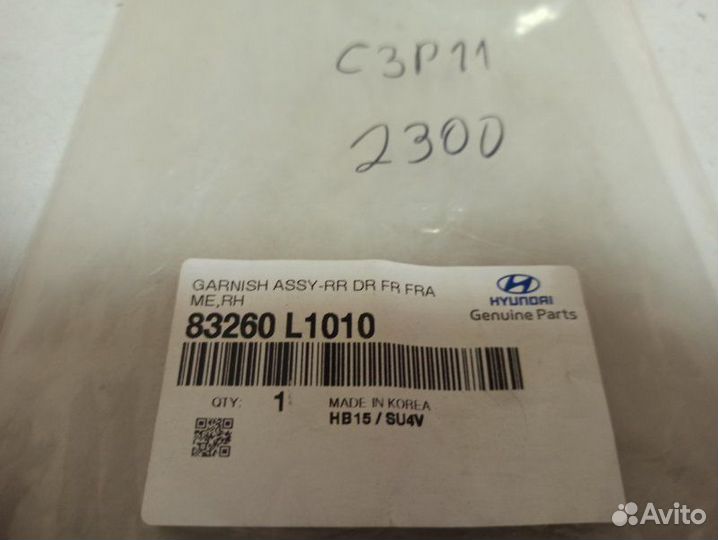 C3P11
2300
GARNISH ASSY-RR DR FR FRA
ME,RH
83260 L1010
HYUNDAI
Genuine Parts
QTY: 1
MADE IN KOREA
HB15 / SU4V
Avito